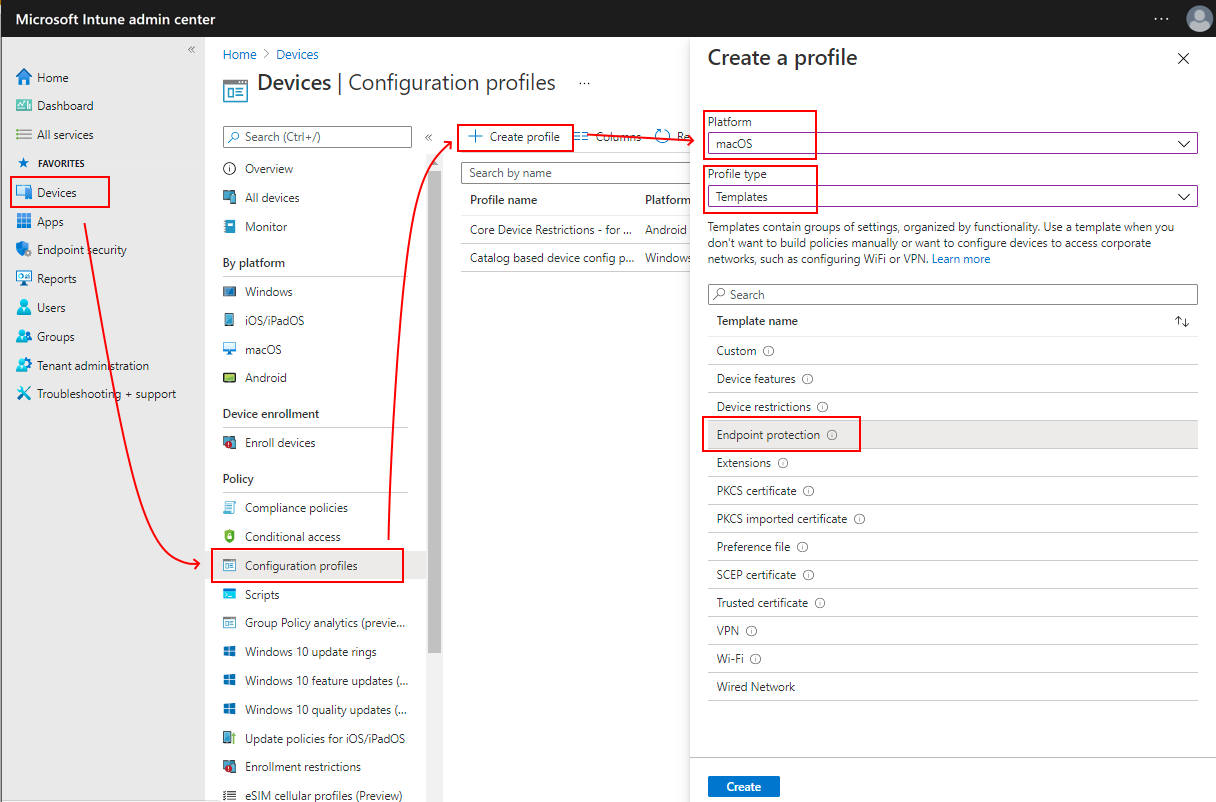 Microsoft Intune admin center
Home
Dashboard
All services
FAVORITES
Devices
Apps
Endpoint security
Reports
Users
Groups
Tenant administration
Troubleshooting + support
Home > Devices
Devices | Configuration profiles
Search (Ctrl+/)
Overview
All devices
Monitor
By platform
Windows
iOS/iPadOS
macOS
Android
Device enrollment
Enroll devices
Policy
Compliance policies
Conditional access
Configuration profiles
Scripts
Group Policy analytics (previe...
Windows 10 update rings
Windows 10 feature updates (...
Windows 10 quality updates (...
Update policies for iOS/iPadOS
Enrollment restrictions
eSIM cellular profiles (Preview)
Create profile Columns Re
Search by name
Profile name Platform
Core Device Restrictions - for ... Android
Catalog based device config p... Windows
Create a profile
Platform
macOS
Profile type
Templates
Templates contain groups of settings, organized by functionality. Use a template when you
don't want to build policies manually or want to configure devices to access corporate
networks, such as configuring WiFi or VPN. Learn more
Search
Template name
Custom
Device features
Device restrictions
Endpoint protection
Extensions
PKCS certificate
PKCS imported certificate
Preference file
SCEP certificate
Trusted certificate
VPN
Wi-Fi
Wired Network
Create